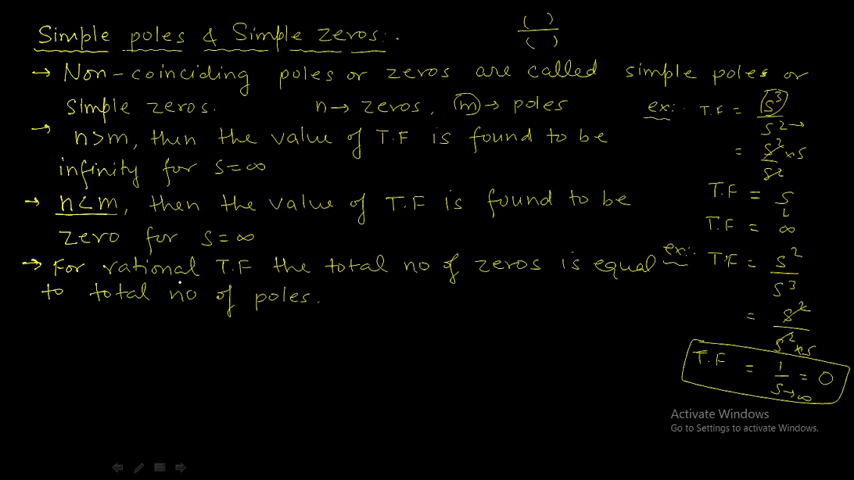 Simple poles & Simple zeros:.
( )
( )
→ Non-coinciding poles or zeros are called simple poles or
simple zeros. n→ zeros, m → poles
→ n>m, then the value of T.F is found to be
infinity for s=∞
→ n<m, then the value of T.F is found to be
zero for s=∞
→ For rational T.F the total no of zeros is equal
to total no of poles.
ex:- T.F = s³
s²→
= s² × s
s²
T.F = s
T.F = ∞
ex:- T.F = s²
s³
= s²
s² × s
T.F = 1 = 0
s→∞
Activate Windows
Go to Settings to activate Windows.